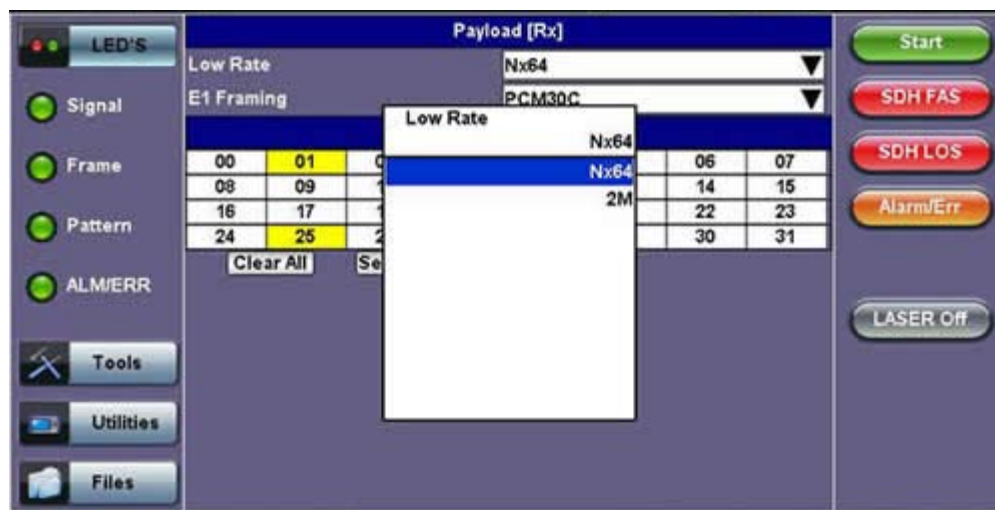 LED'S
Signal
Frame
Pattern
ALM/ERR
Tools
Utilities
Files
Payload [Rx]
Low Rate Nx64
E1 Framing PCM30C
00 01 06 07
08 09 14 15
16 17 22 23
24 25 30 31
Clear All Se
Low Rate
Nx64
Nx64
2M
Start
SDH FAS
SDH LOS
Alarm/Err
LASER Off